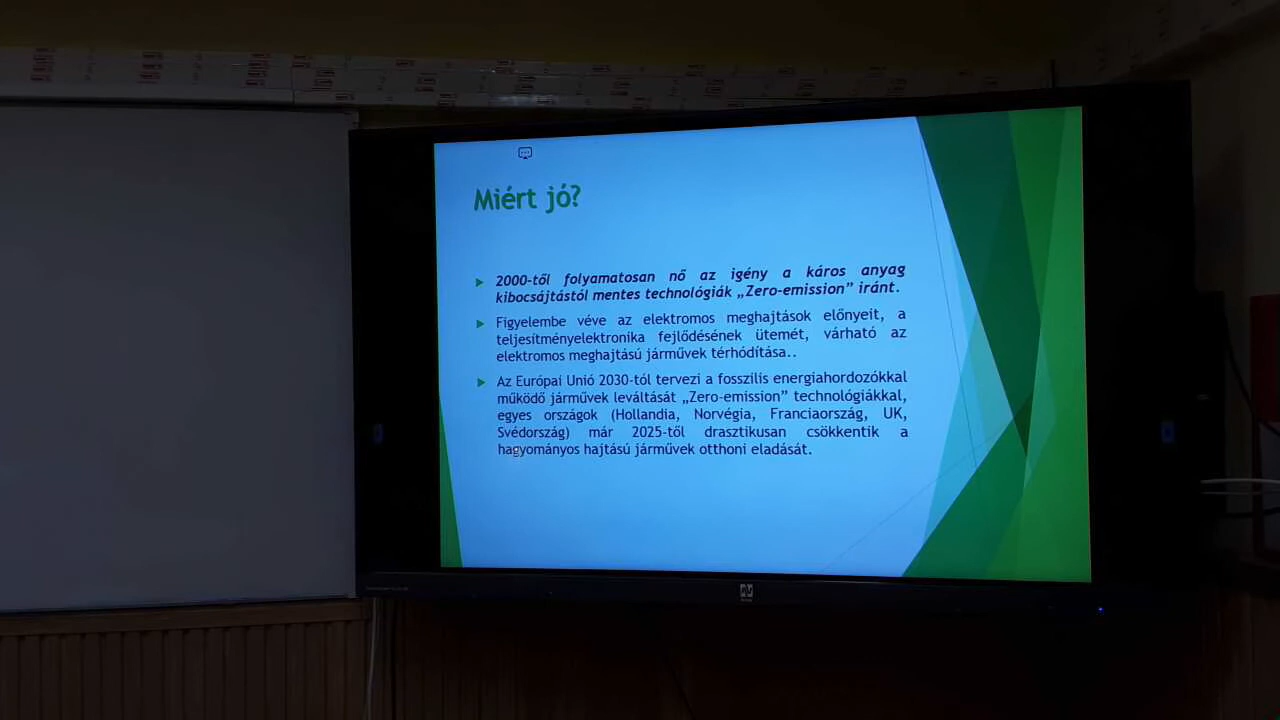 Miért jó?
2000-től folyamatosan nő az igény a káros anyag
kibocsájtástól mentes technológiák „Zero-emission” iránt.
Figyelembe véve az elektromos meghajtások előnyeit, a
teljesítményelektronika fejlődésének ütemét, várható az
elektromos meghajtású járművek térhódítása..
Az Európai Unió 2030-tól tervezi a fosszilis energiahordozókkal
működő járművek leváltását „Zero-emission” technológiákkal,
egyes országok (Hollandia, Norvégia, Franciaország, UK,
Svédország) már 2025-től drasztikusan csökkentik a
hagyományos hajtású járművek otthoni eladását.